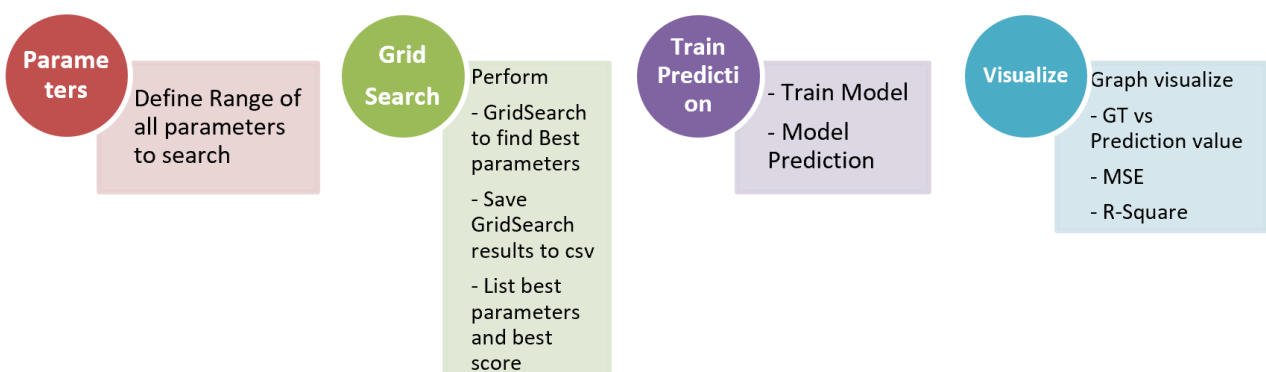 Parame
ters
Define Range of
all parameters
to search
Grid
Search
Perform
- GridSearch
to find Best
parameters
- Save
GridSearch
results to csv
- List best
parameters
and best
score
Train
Predicti
on
- Train Model
- Model
Prediction
Visualize
Graph visualize
- GT vs
Prediction value
- MSE
- R-Square